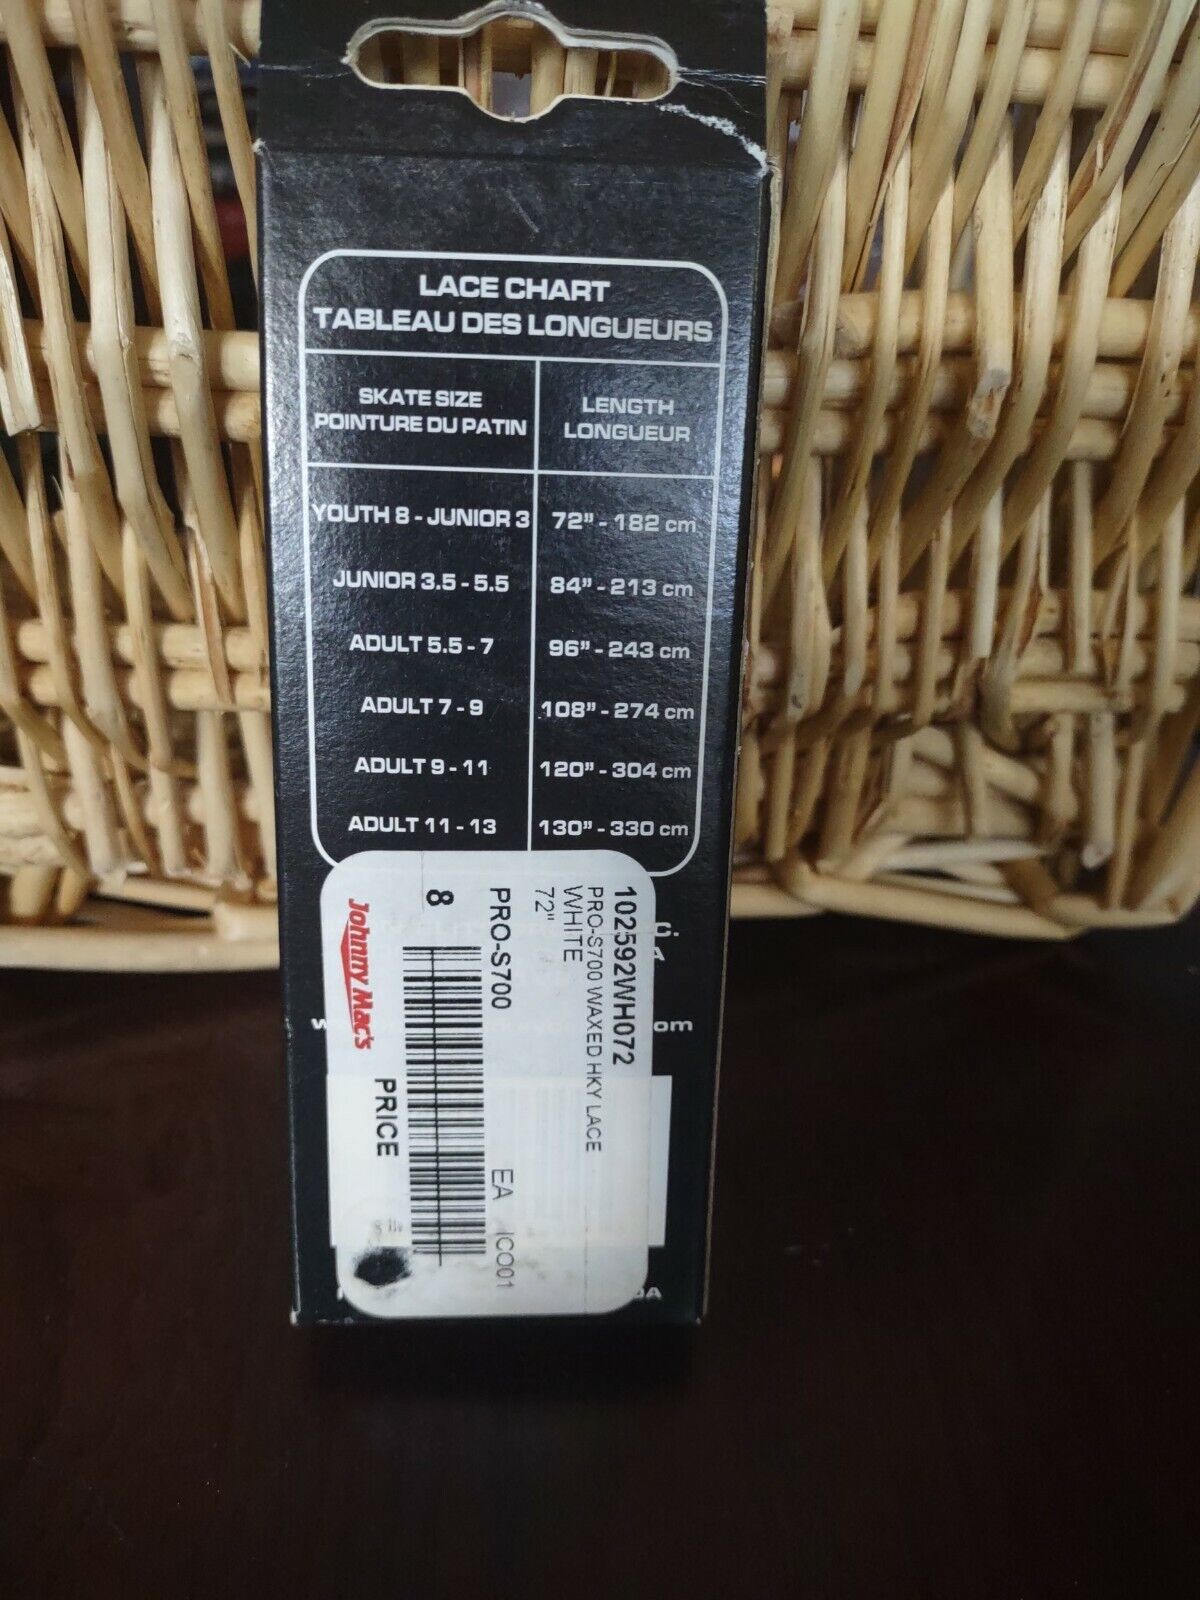 LACE CHART
TABLEAU DES LONGUEURS
SKATE SIZE
POINTURE DU PATIN
LENGTH
LONGUEUR
YOUTH 8 - JUNIOR 3 72" - 182 cm
JUNIOR 3.5 - 5.5 84" - 213 cm
ADULT 5.5 - 7 96" - 243 cm
ADULT 7 - 9 108" - 274 cm
ADULT 9 - 11 120" - 304 cm
ADULT 11 - 13 130" - 330 cm
102592WH072
PRO-S700 WAXED HKY LACE
WHITE
72"
PRO-S700 EA ICO01
8
Johnny Mac's
PRICE
C.
om